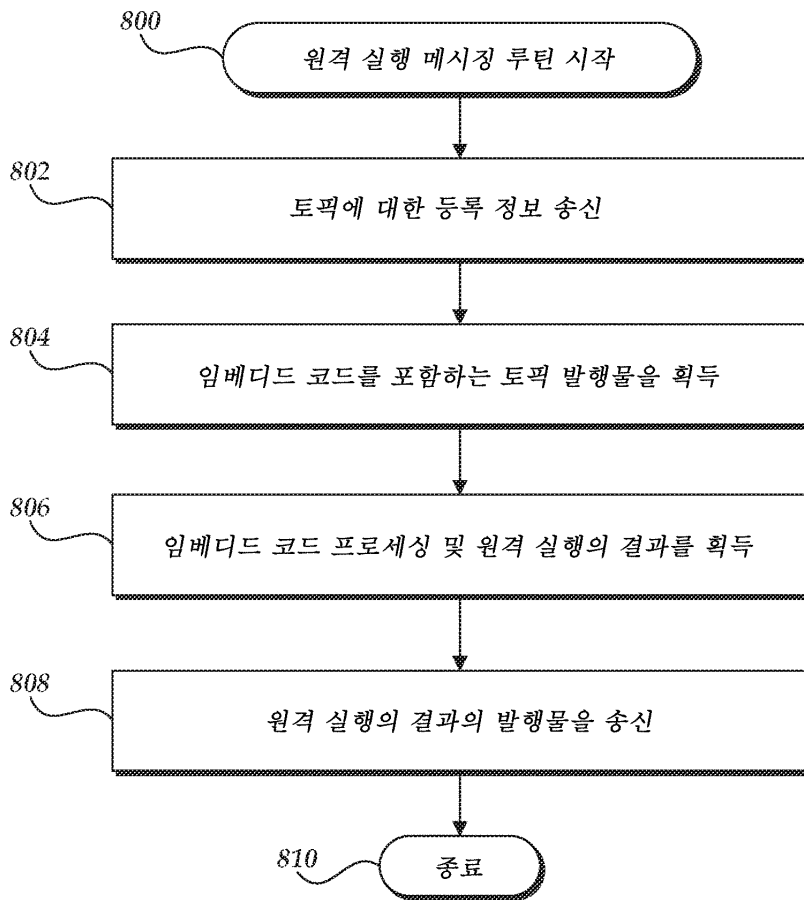 800
원격 실행 메시징 루틴 시작
802
토픽에 대한 등록 정보 송신
804
임베디드 코드를 포함하는 토픽 발행물을 획득
806
임베디드 코드 프로세싱 및 원격 실행의 결과를 획득
808
원격 실행의 결과의 발행물을 송신
810
종료